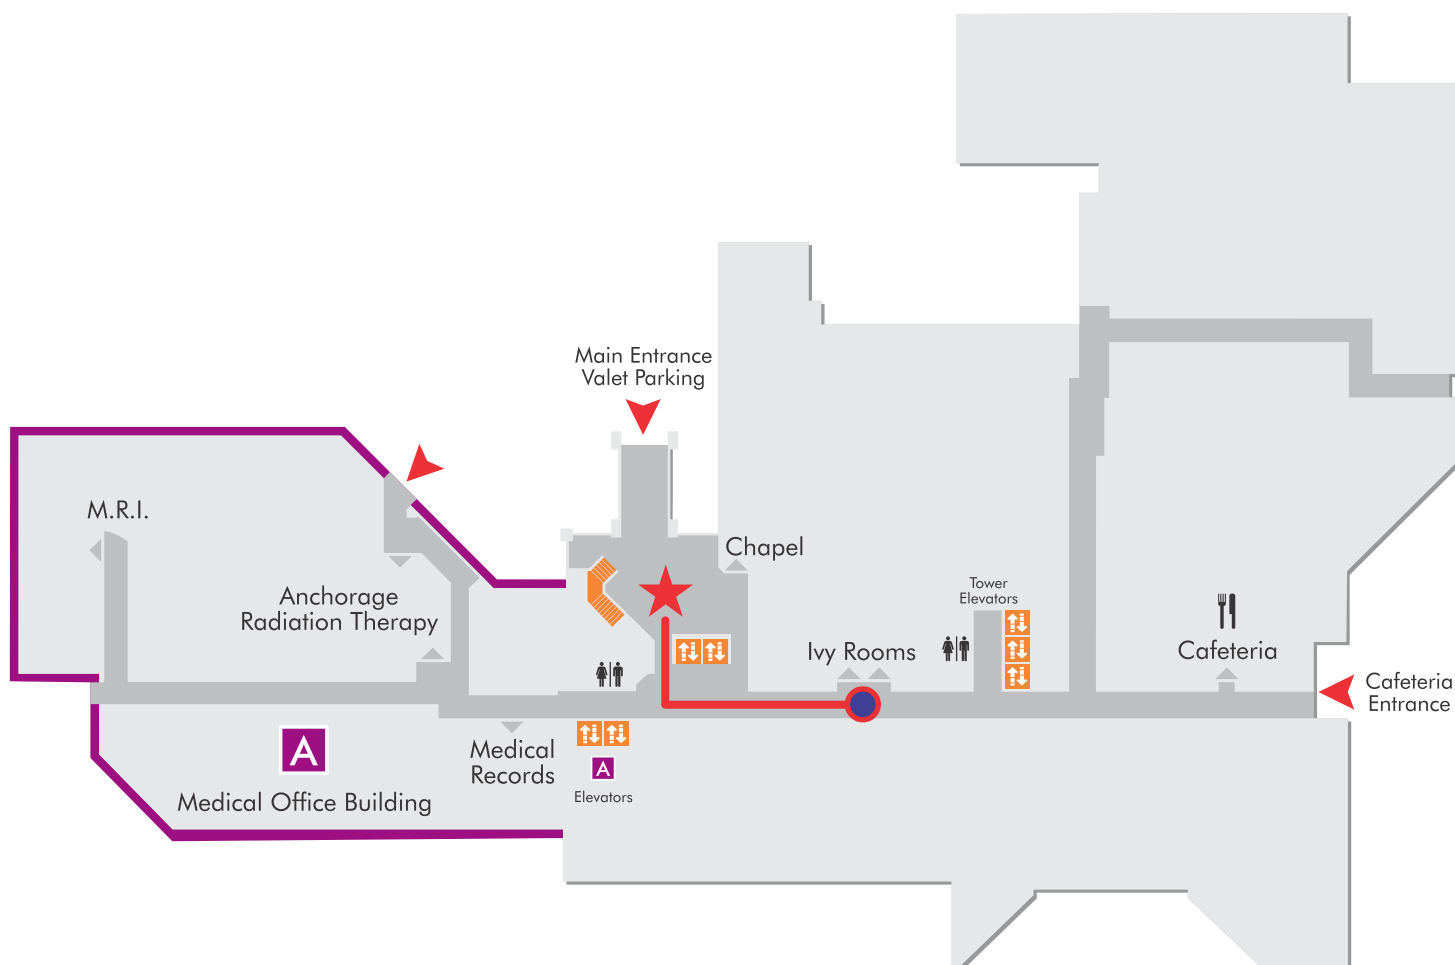 Main Entrance
Valet Parking
M.R.I.
Chapel
Anchorage
Radiation Therapy
Tower
Elevators
Ivy Rooms
Cafeteria
Cafeteria
Entrance
A
Medical Office Building
Medical
Records
A
Elevators